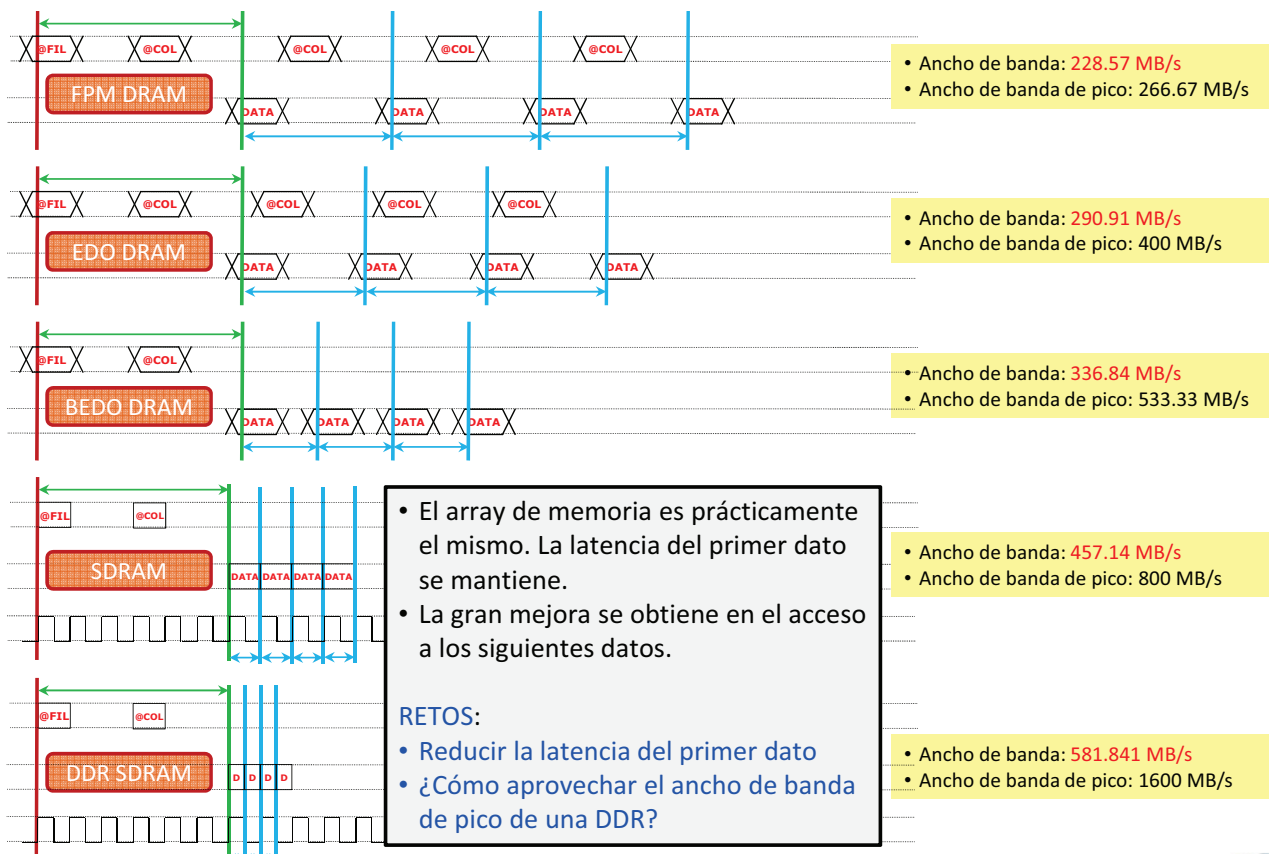 @FIL @COL @COL @COL @COL
FPM DRAM
DATA DATA DATA DATA
• Ancho de banda: 228.57 MB/s
• Ancho de banda de pico: 266.67 MB/s
@FIL @COL @COL @COL @COL
EDO DRAM
DATA DATA DATA DATA
• Ancho de banda: 290.91 MB/s
• Ancho de banda de pico: 400 MB/s
@FIL @COL
BEDO DRAM
DATA DATA DATA DATA
• Ancho de banda: 336.84 MB/s
• Ancho de banda de pico: 533.33 MB/s
@FIL @COL
SDRAM
DATA DATA DATA DATA
• Ancho de banda: 457.14 MB/s
• Ancho de banda de pico: 800 MB/s
@FIL @COL
DDR SDRAM
D D D D
• Ancho de banda: 581.841 MB/s
• Ancho de banda de pico: 1600 MB/s
• El array de memoria es prácticamente
el mismo. La latencia del primer dato
se mantiene.
• La gran mejora se obtiene en el acceso
a los siguientes datos.
RETOS:
• Reducir la latencia del primer dato
• ¿Cómo aprovechar el ancho de banda
de pico de una DDR?